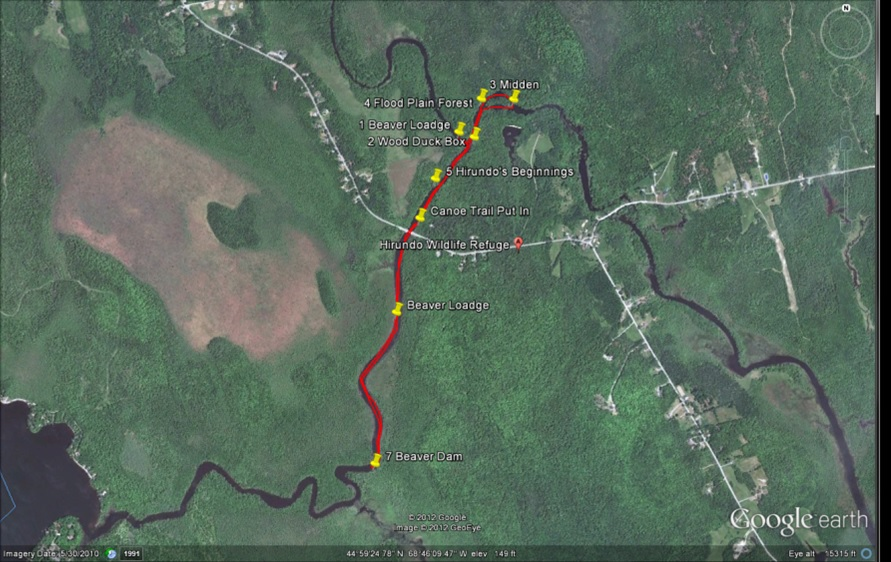 N
3 Midden
4 Flood Plain Forest
1 Beaver Loadge
2 Wood Duck Box
5 Hirundo's Beginnings
Canoe Trail Put In
Hirundo Wildlife Refuge
Beaver Loadge
7 Beaver Dam
© 2012 Google
Image © 2012 GeoEye
Google earth
Imagery Date: 5/30/2010 1991 44°59'24.78" N 68°46'09.47" W elev 149 ft Eye alt 15315 ft